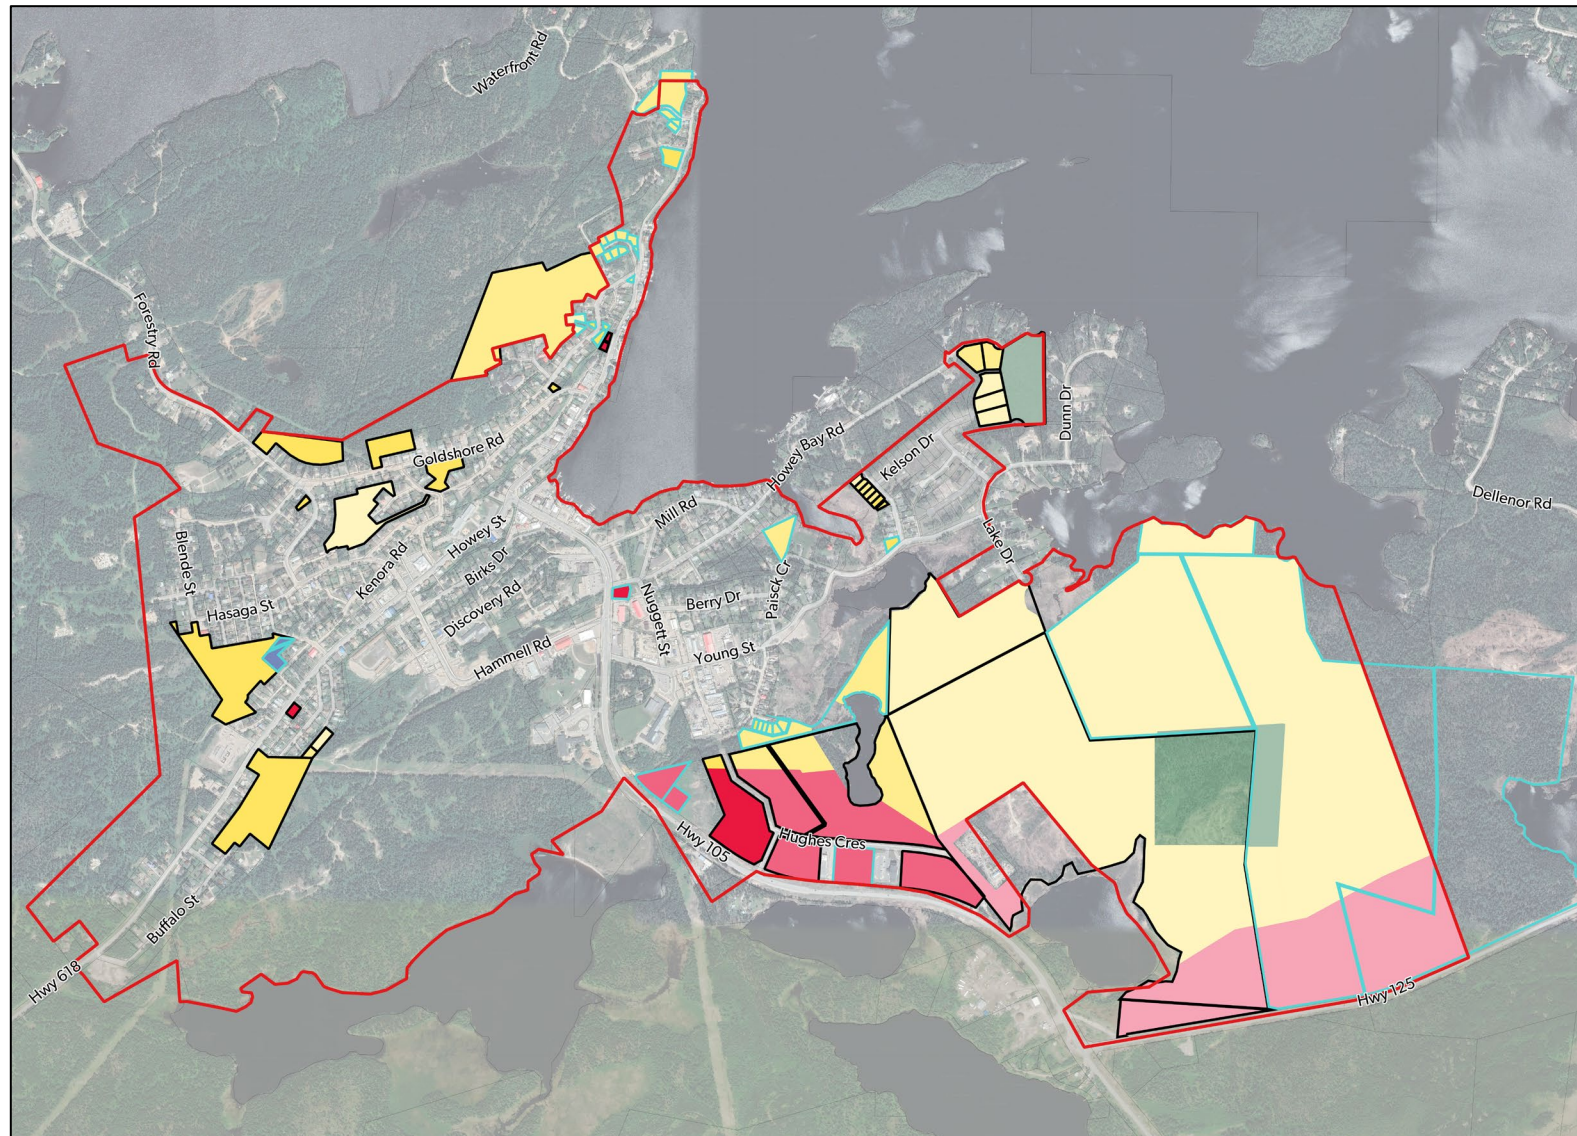 Waterfront Rd
Forestry Rd
Goldshore Rd
Howey Bay Rd
Kelson Dr
Dunn Dr
Dellenor Rd
Mill Rd
Lake Dr
Howey St
Kenora Rd
Birks Dr
Blende St
Hasaga St
Discovery Rd
Nuggett St
Berry Dr
Paisck Cr
Hammell Rd
Young St
Hwy 105
Hughes Cres
Buffalo St
Hwy 618
Hwy 125